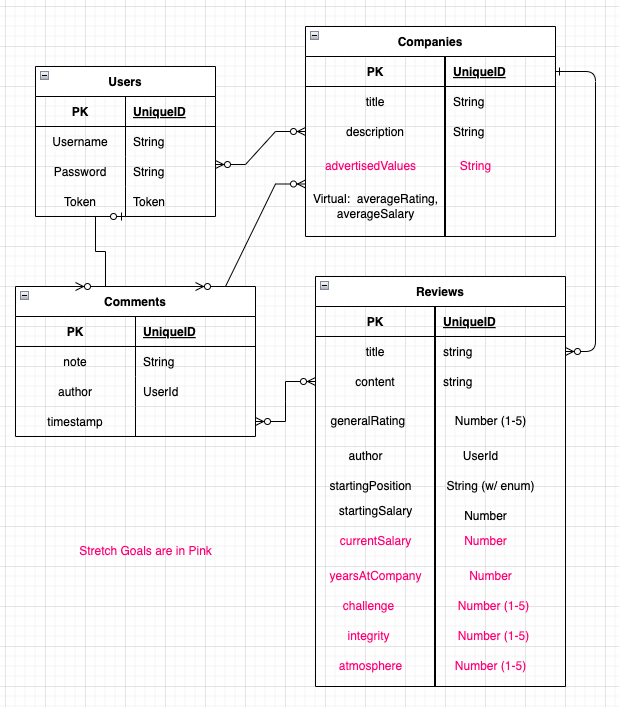 Users
PK UniqueID
Username String
Password String
Token Token
Companies
PK UniqueID
title String
description String
advertisedValues String
Virtual: averageRating,
averageSalary
Comments
PK UniqueID
note String
author UserId
timestamp
Reviews
PK UniqueID
title string
content string
generalRating Number (1-5)
author UserId
startingPosition String (w/ enum)
startingSalary Number
currentSalary Number
yearsAtCompany Number
challenge Number (1-5)
integrity Number (1-5)
atmosphere Number (1-5)
Stretch Goals are in Pink